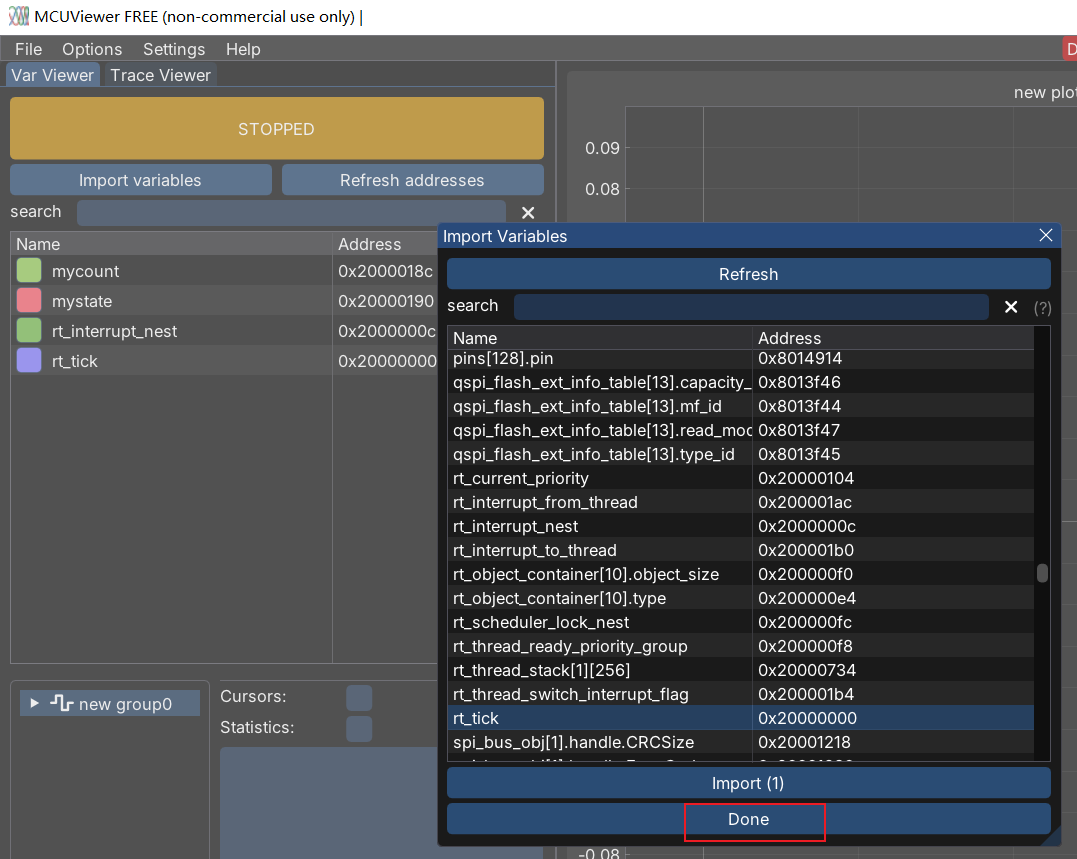 MCUViewer FREE (non-commercial use only) |
File Options Settings Help
D
Var Viewer Trace Viewer
STOPPED
Import variables Refresh addresses
search
Name Address
mycount 0x2000018c
mystate 0x20000190
rt_interrupt_nest 0x2000000c
rt_tick 0x20000000
new group0
Cursors:
Statistics:
new plot
0.09
0.08
-0.08
Import Variables
Refresh
search (?)
Name Address
pins[128].pin 0x8014914
qspi_flash_ext_info_table[13].capacity_ 0x8013f46
qspi_flash_ext_info_table[13].mf_id 0x8013f44
qspi_flash_ext_info_table[13].read_moc 0x8013f47
qspi_flash_ext_info_table[13].type_id 0x8013f45
rt_current_priority 0x20000104
rt_interrupt_from_thread 0x200001ac
rt_interrupt_nest 0x2000000c
rt_interrupt_to_thread 0x200001b0
rt_object_container[10].object_size 0x200000f0
rt_object_container[10].type 0x200000e4
rt_scheduler_lock_nest 0x200000fc
rt_thread_ready_priority_group 0x200000f8
rt_thread_stack[1][256] 0x20000734
rt_thread_switch_interrupt_flag 0x200001b4
rt_tick 0x20000000
spi_bus_obj[1].handle.CRCSize 0x20001218
Import (1)
Done